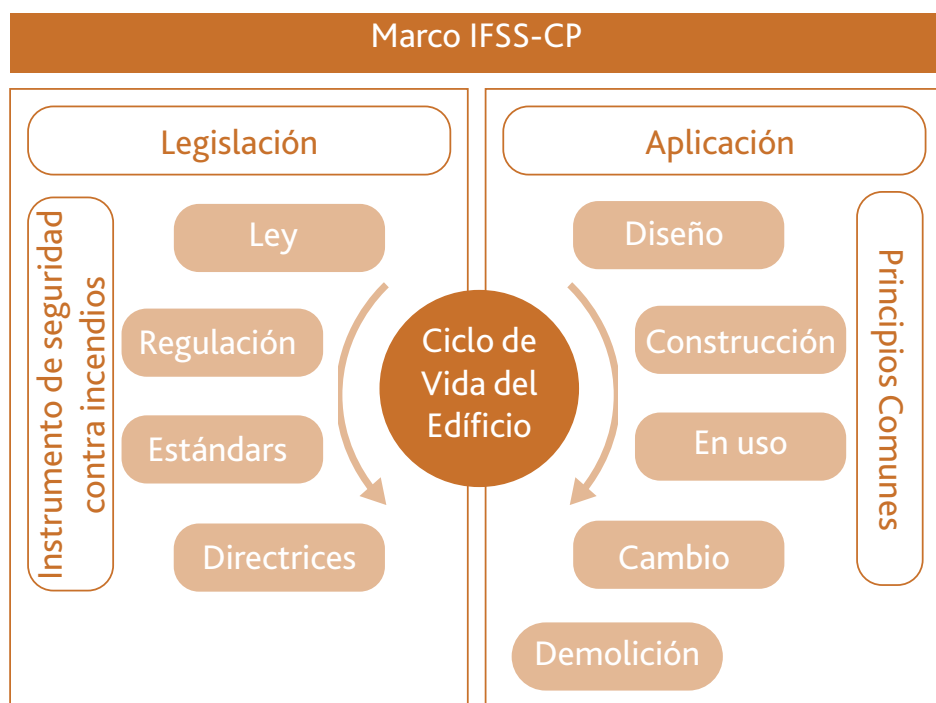 Marco IFSS-CP
Legislación
Instrumento de seguridad
contra incendios
Ley
Regulación
Estándars
Directrices
Ciclo de
Vida del
Edíficio
Aplicación
Diseño
Construcción
En uso
Cambio
Demolición
Principios Comunes